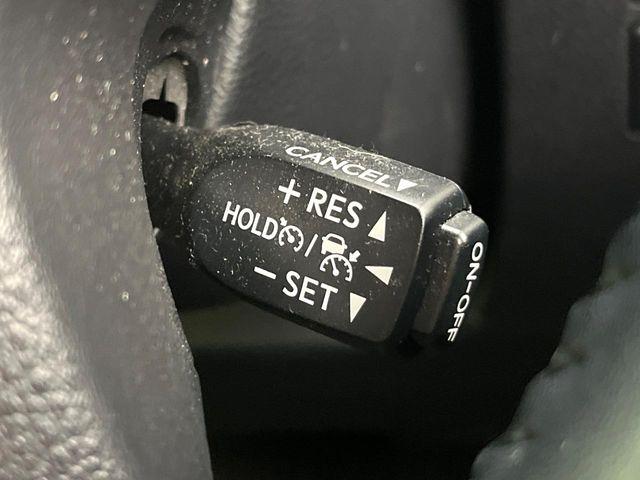 CANCEL
+ RES
HOLD /
– SET
ON-OFF